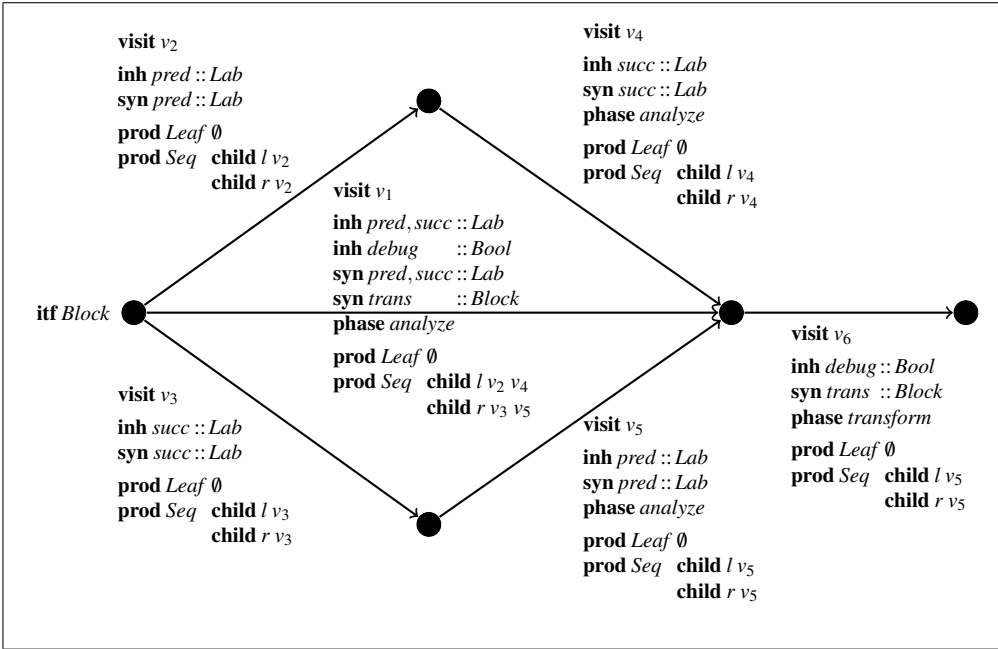 visit v₂
inh pred :: Lab
syn pred :: Lab
prod Leaf ∅
prod Seq child l v₂
child r v₂
visit v₄
inh succ :: Lab
syn succ :: Lab
phase analyze
prod Leaf ∅
prod Seq child l v₄
child r v₄
itf Block
visit v₁
inh pred, succ :: Lab
inh debug :: Bool
syn pred, succ :: Lab
syn trans :: Block
phase analyze
prod Leaf ∅
prod Seq child l v₂ v₄
child r v₃ v₅
visit v₃
inh succ :: Lab
syn succ :: Lab
prod Leaf ∅
prod Seq child l v₃
child r v₃
visit v₅
inh pred :: Lab
syn pred :: Lab
phase analyze
prod Leaf ∅
prod Seq child l v₅
child r v₅
visit v₆
inh debug :: Bool
syn trans :: Block
phase transform
prod Leaf ∅
prod Seq child l v₅
child r v₅